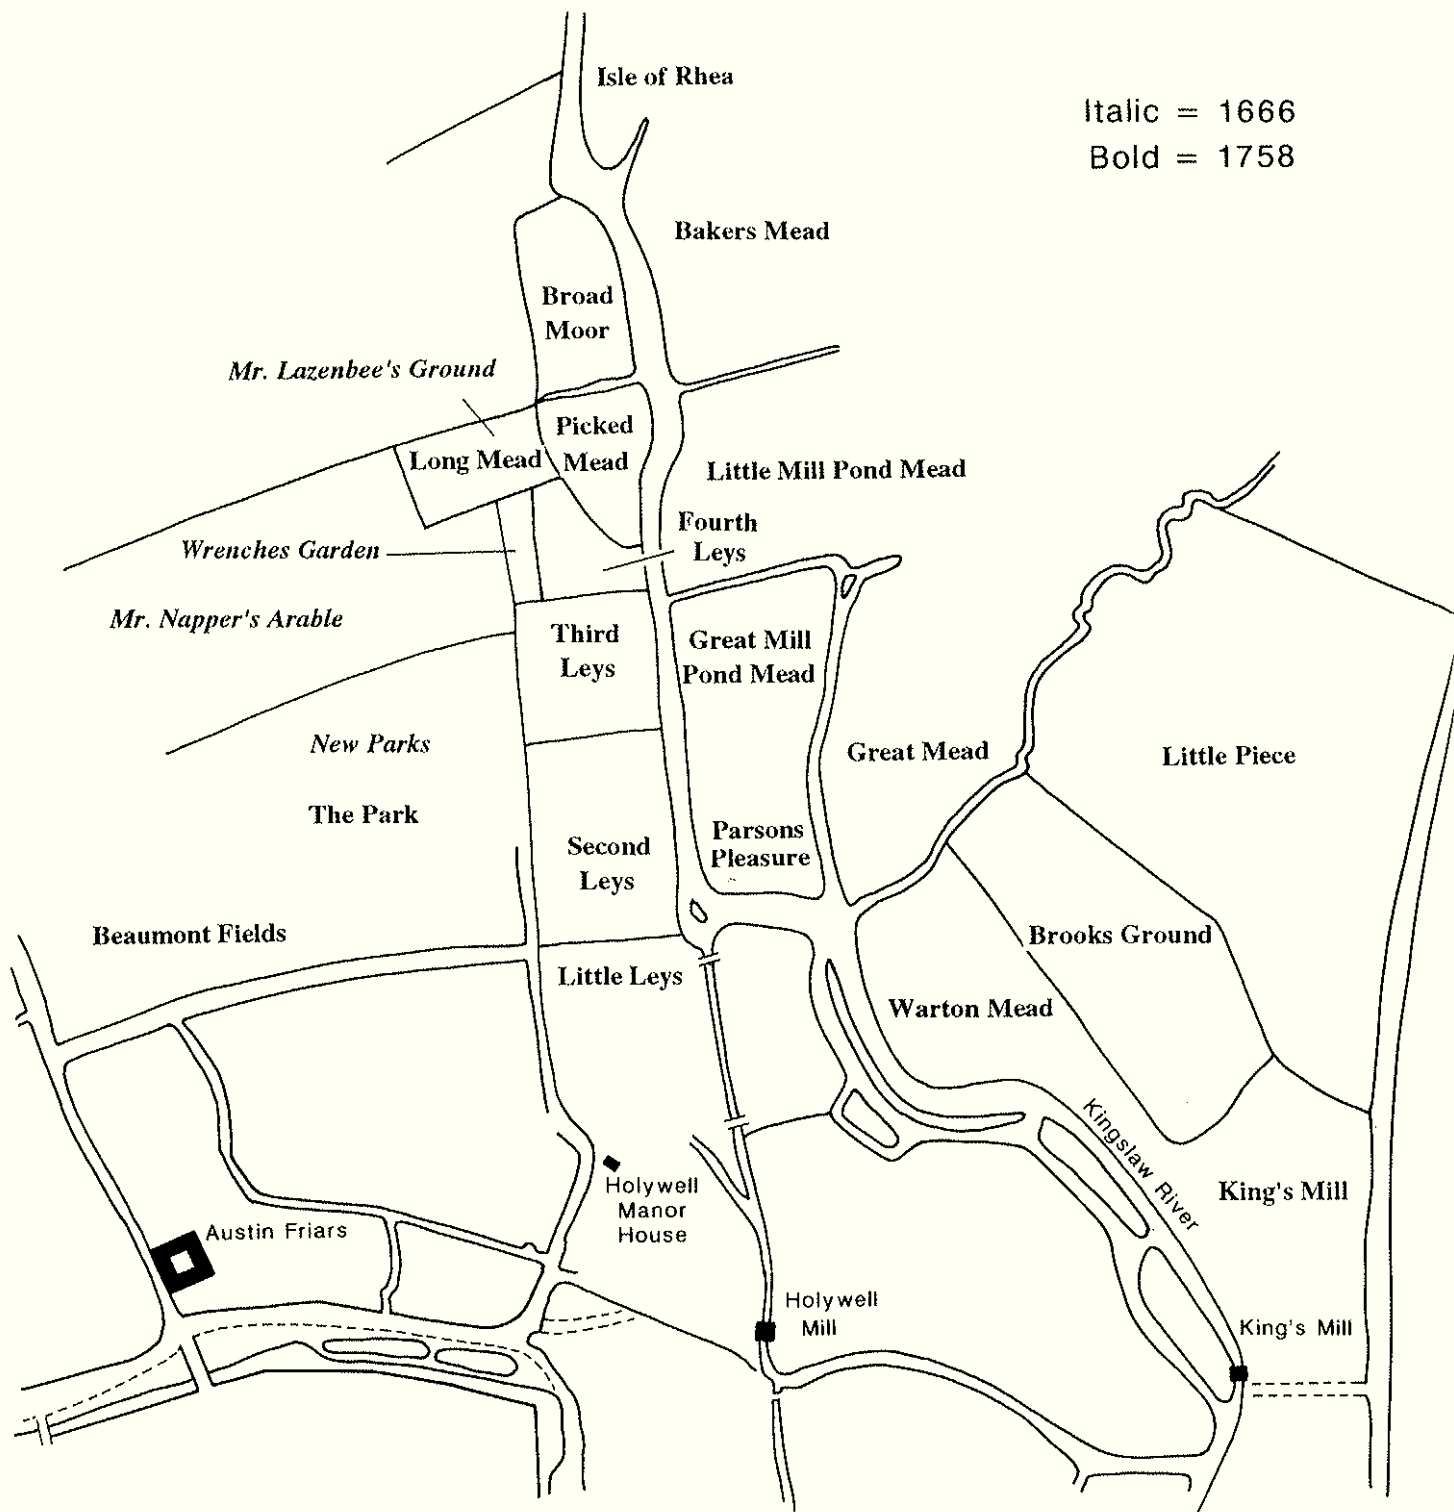 Isle of Rhea
Italic = 1666
Bold = 1758
Bakers Mead
Broad
Moor
Mr. Lazenbee's Ground
Picked
Mead
Long Mead
Little Mill Pond Mead
Fourth
Leys
Wrenches Garden
Mr. Napper's Arable
Third
Leys
Great Mill
Pond Mead
New Parks
Great Mead
Little Piece
The Park
Parsons
Pleasure
Second
Leys
Beaumont Fields
Brooks Ground
Little Leys
Warton Mead
Kingslaw River
King's Mill
Holywell
Manor
House
Austin Friars
Holywell
Mill
King's Mill